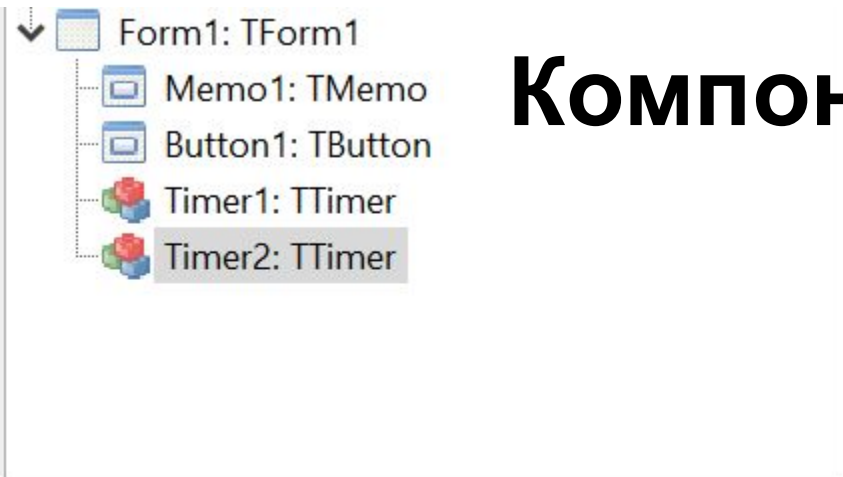 Form1: TForm1
Memo1: TMemo
Button1: TButton
Timer1: TTimer
Timer2: TTimer
Компон